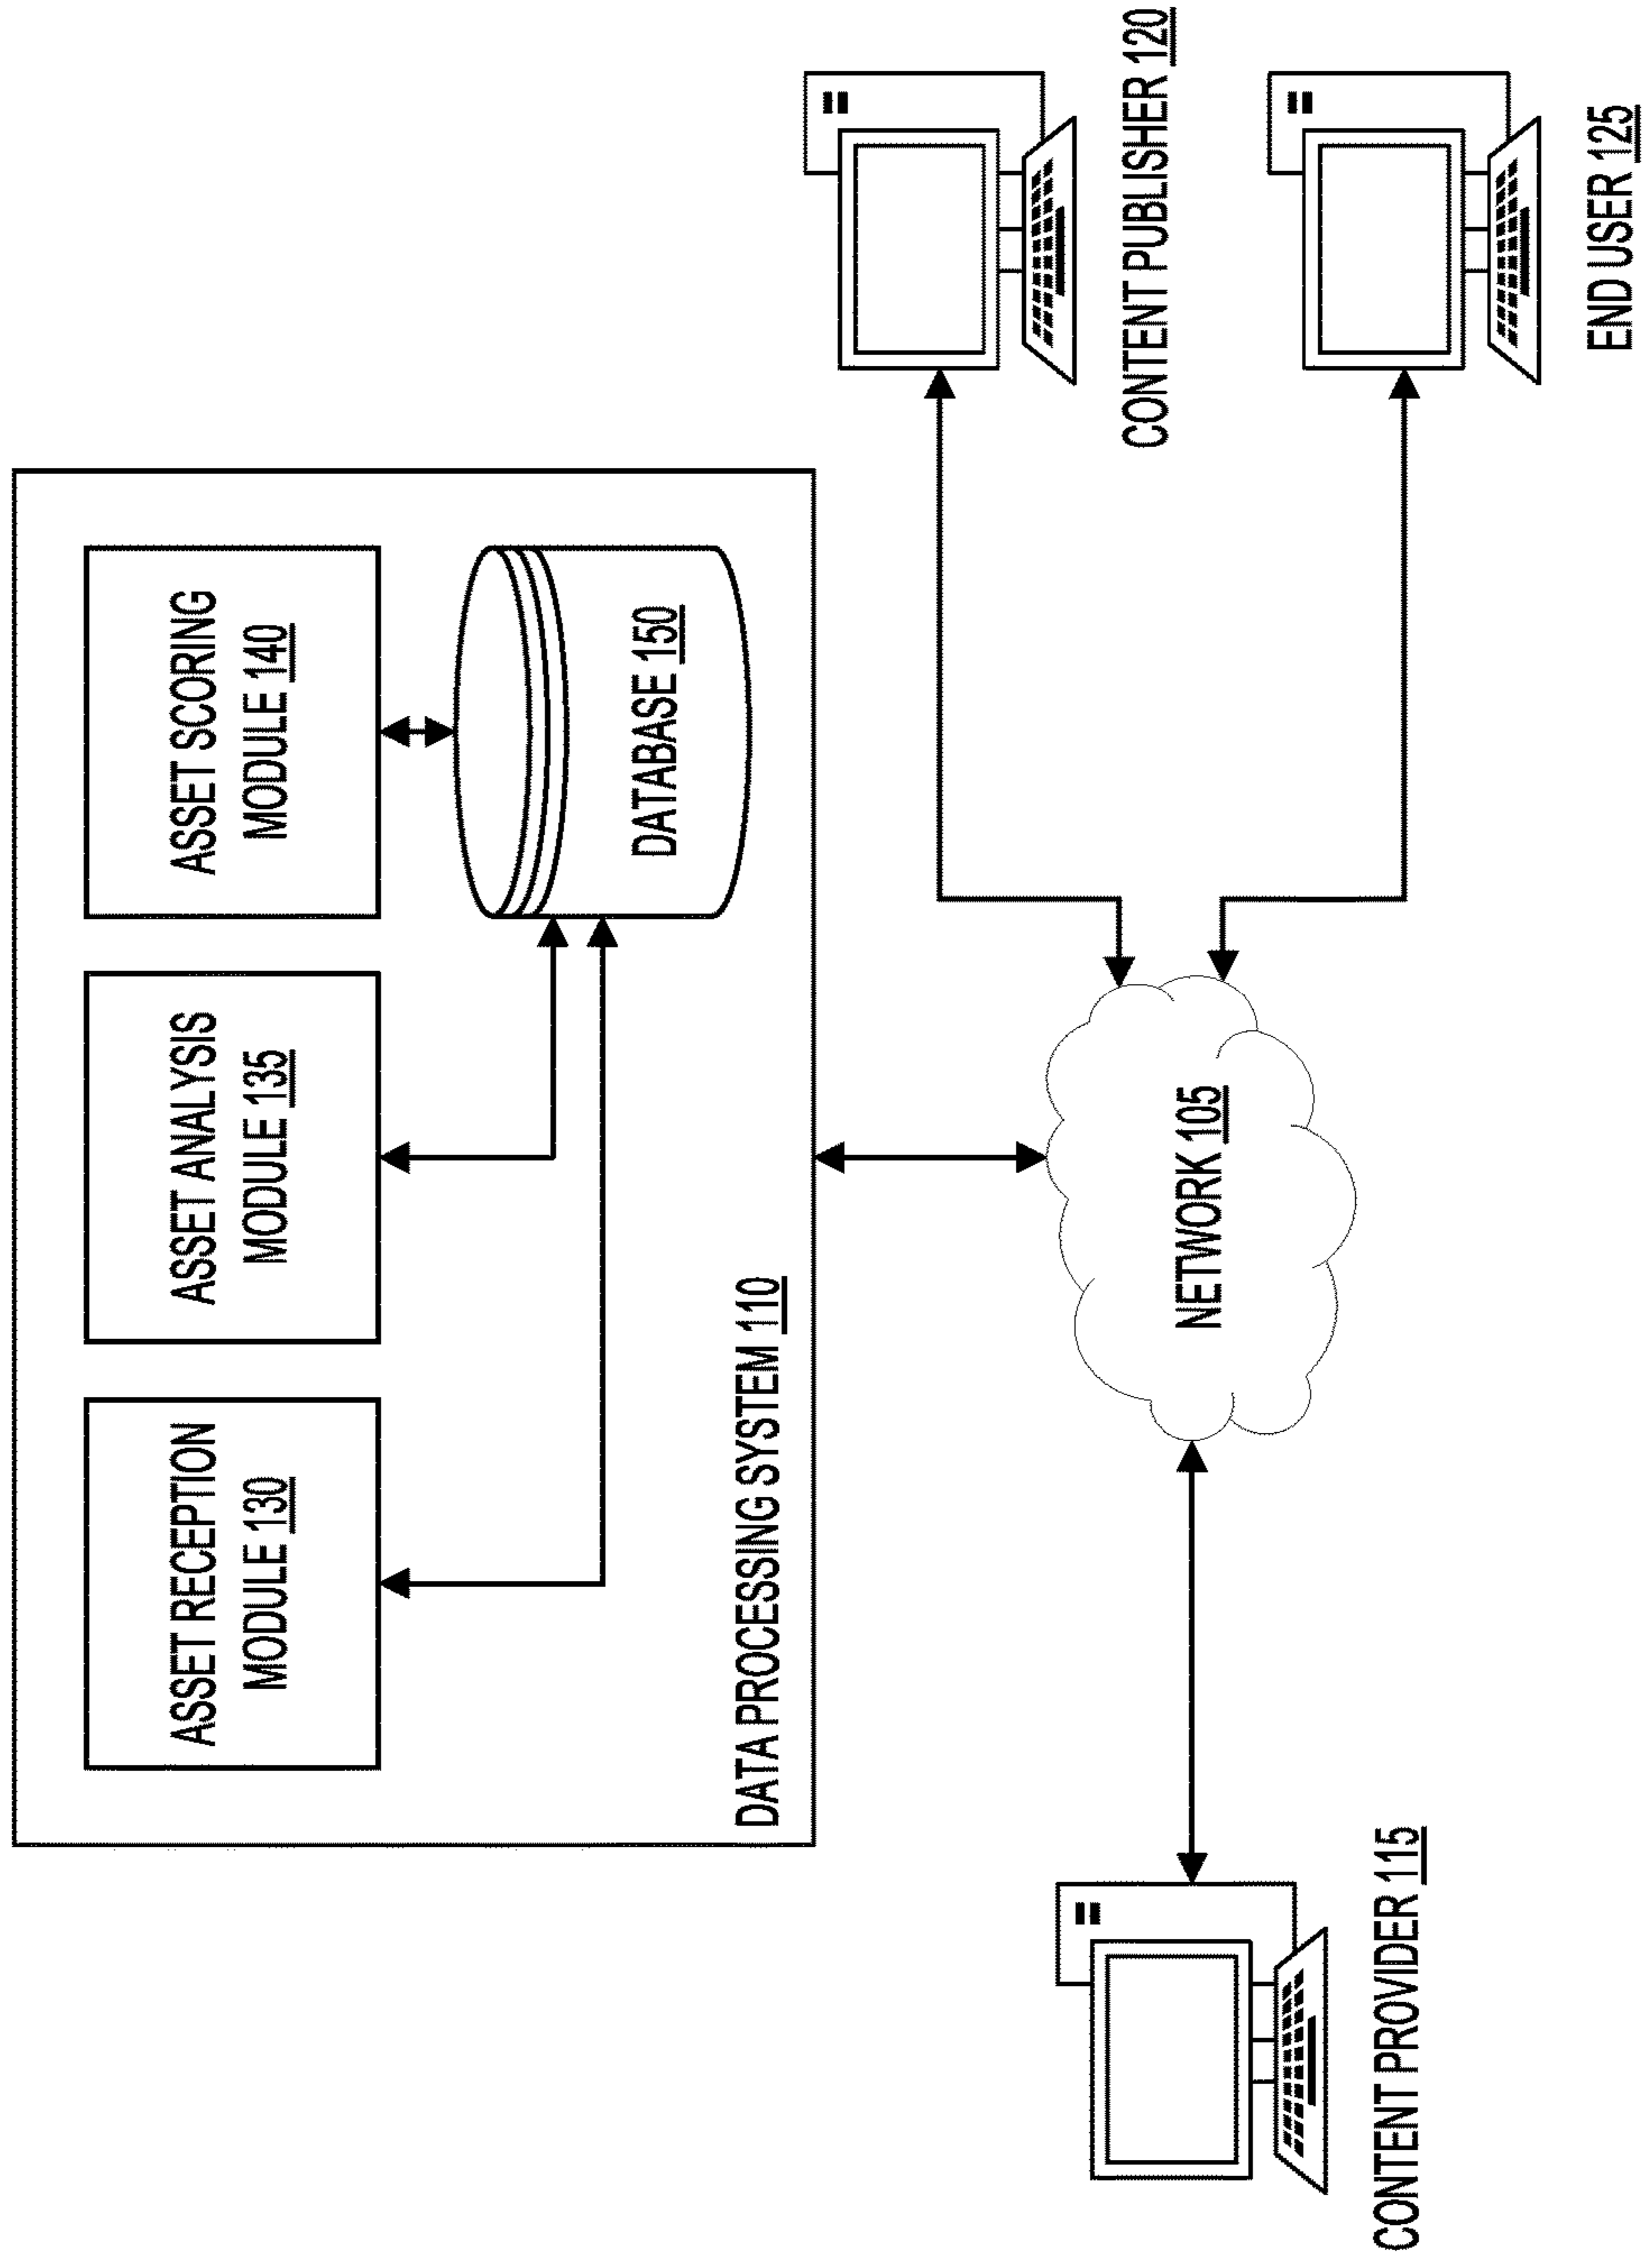 ASSET RECEPTION
MODULE 130
ASSET ANALYSIS
MODULE 135
ASSET SCORING
MODULE 140
DATABASE 150
DATA PROCESSING SYSTEM 110
NETWORK 105
CONTENT PROVIDER 115
CONTENT PUBLISHER 120
END USER 125